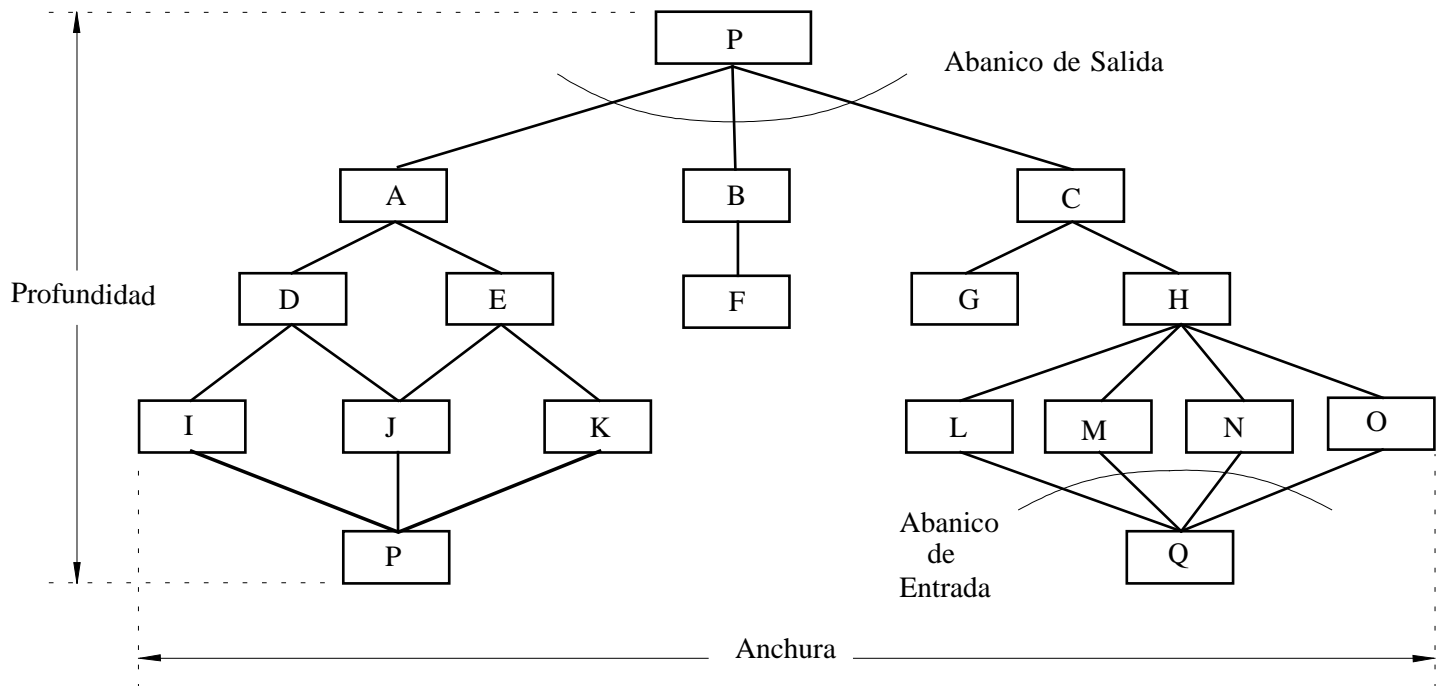 P
Abanico de Salida
A
B
C
Profundidad
D
E
F
G
H
I
J
K
L
M
N
O
Abanico
de
Entrada
P
Q
Anchura